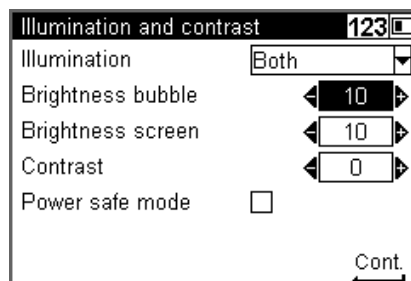 Illumination and contrast 123
Illumination Both
Brightness bubble 10
Brightness screen 10
Contrast 0
Power safe mode
Cont.